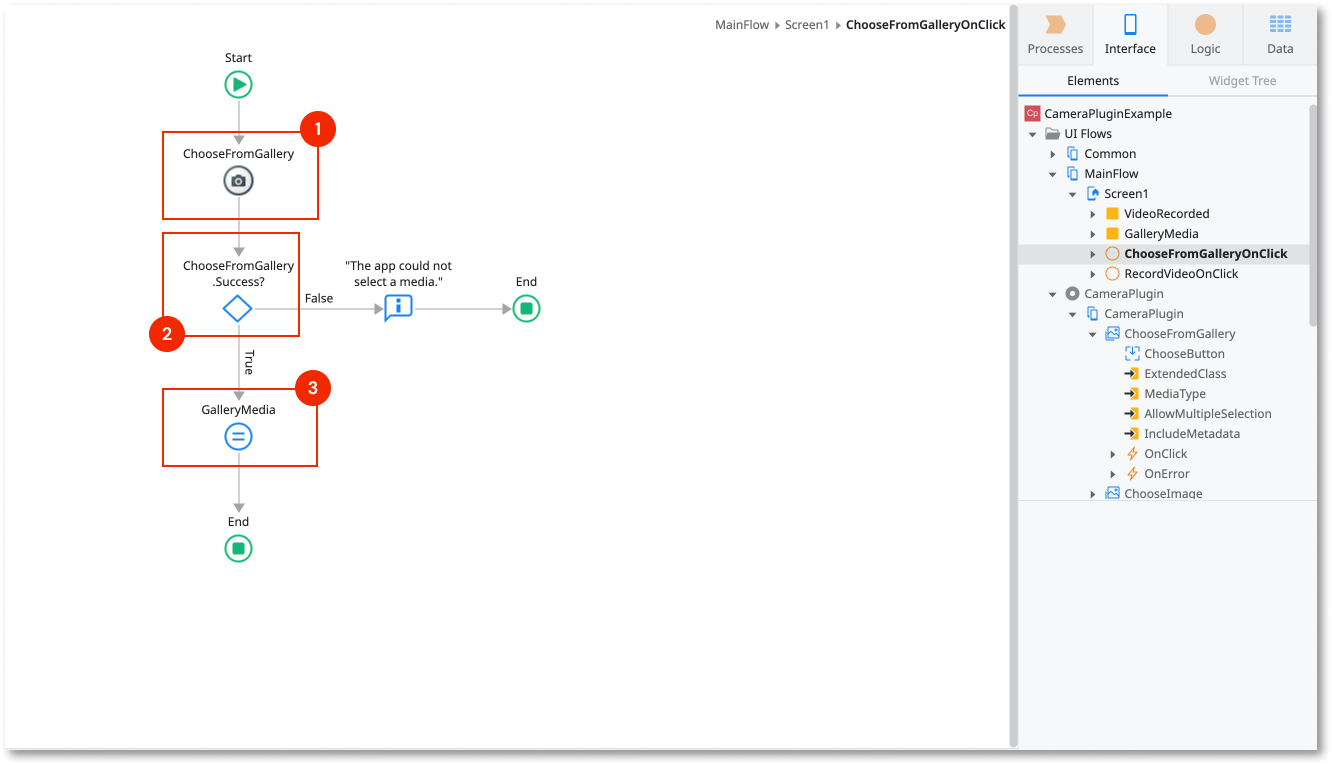 MainFlow Screen1 ChooseFromGalleryOnClick
Start
1
ChooseFromGallery
ChooseFromGallery
.Success?
2
False
"The app could not
select a media."
End
True
3
GalleryMedia
End
Processes
Interface
Logic
Data
Elements
Widget Tree
Cp CameraPluginExample
UI Flows
Common
MainFlow
Screen1
VideoRecorded
GalleryMedia
ChooseFromGalleryOnClick
RecordVideoOnClick
CameraPlugin
CameraPlugin
ChooseFromGallery
ChooseButton
ExtendedClass
MediaType
AllowMultipleSelection
IncludeMetadata
OnClick
OnError
ChooseImage